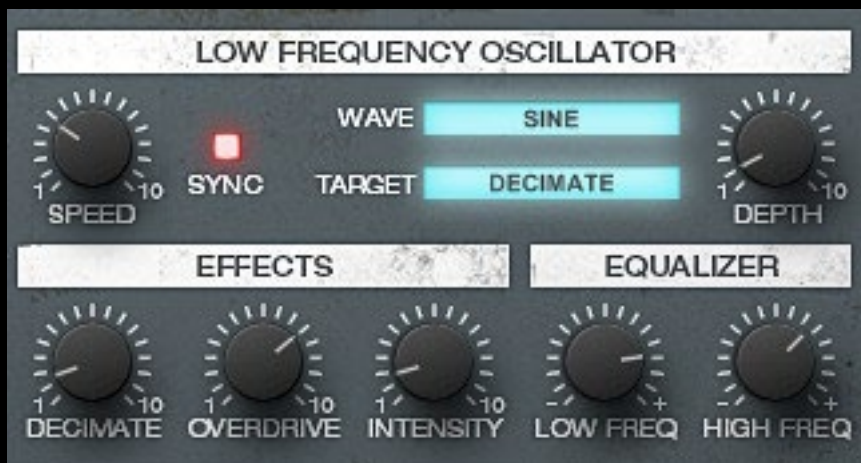 LOW FREQUENCY OSCILLATOR
WAVE SINE
SYNC TARGET DECIMATE
1 10 1 10
SPEED DEPTH
EFFECTS EQUALIZER
1 10 1 10 1 10 - + - +
DECIMATE OVERDRIVE INTENSITY LOW FREQ HIGH FREQ